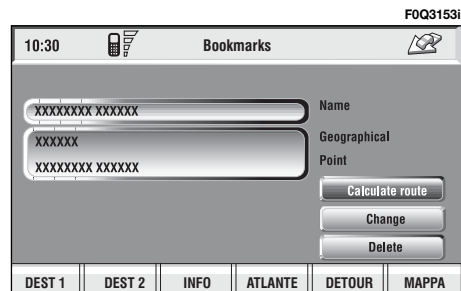 F0Q3153i
10:30 Bookmarks
XXXXXXXX XXXXXX Name
XXXXXX Geographical
XXXXXXXX XXXXXX Point
Calculate route
Change
Delete
DEST 1 DEST 2 INFO ATLANTE DETOUR MAPPA